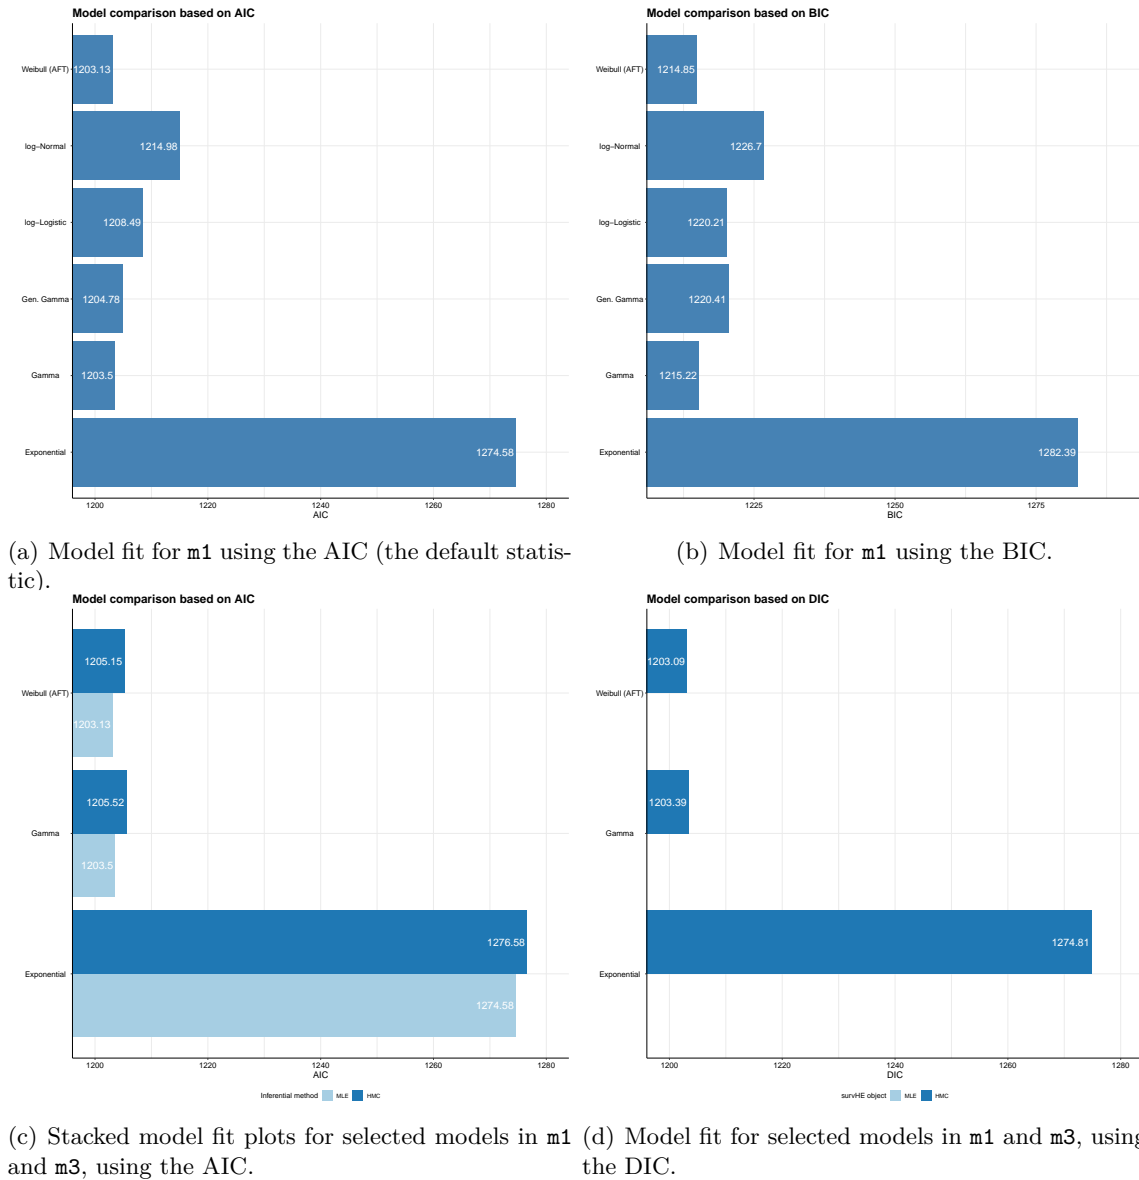 Model comparison based on AIC
Weibull (AFT)
1203.13
log−Normal
1214.98
log−Logistic
1208.49
Gen. Gamma
1204.78
Gamma
1203.5
Exponential
1274.58
1200 1220 1240 1260 1280
AIC
(a) Model fit for m1 using the AIC (the default statis-
tic).
Model comparison based on BIC
Weibull (AFT)
1214.85
log−Normal
1226.7
log−Logistic
1220.21
Gen. Gamma
1220.41
Gamma
1215.22
Exponential
1282.39
1225 1250 1275
BIC
(b) Model fit for m1 using the BIC.
Model comparison based on AIC
1205.15
Weibull (AFT)
1203.13
1205.52
Gamma
1203.5
1276.58
Exponential
1274.58
1200 1220 1240 1260 1280
AIC
Inferential method MLE HMC
(c) Stacked model fit plots for selected models in m1
and m3, using the AIC.
Model comparison based on DIC
1203.09
Weibull (AFT)
1203.39
Gamma
1274.81
Exponential
1200 1220 1240 1260 1280
DIC
survHE object MLE HMC
(d) Model fit for selected models in m1 and m3, using
the DIC.